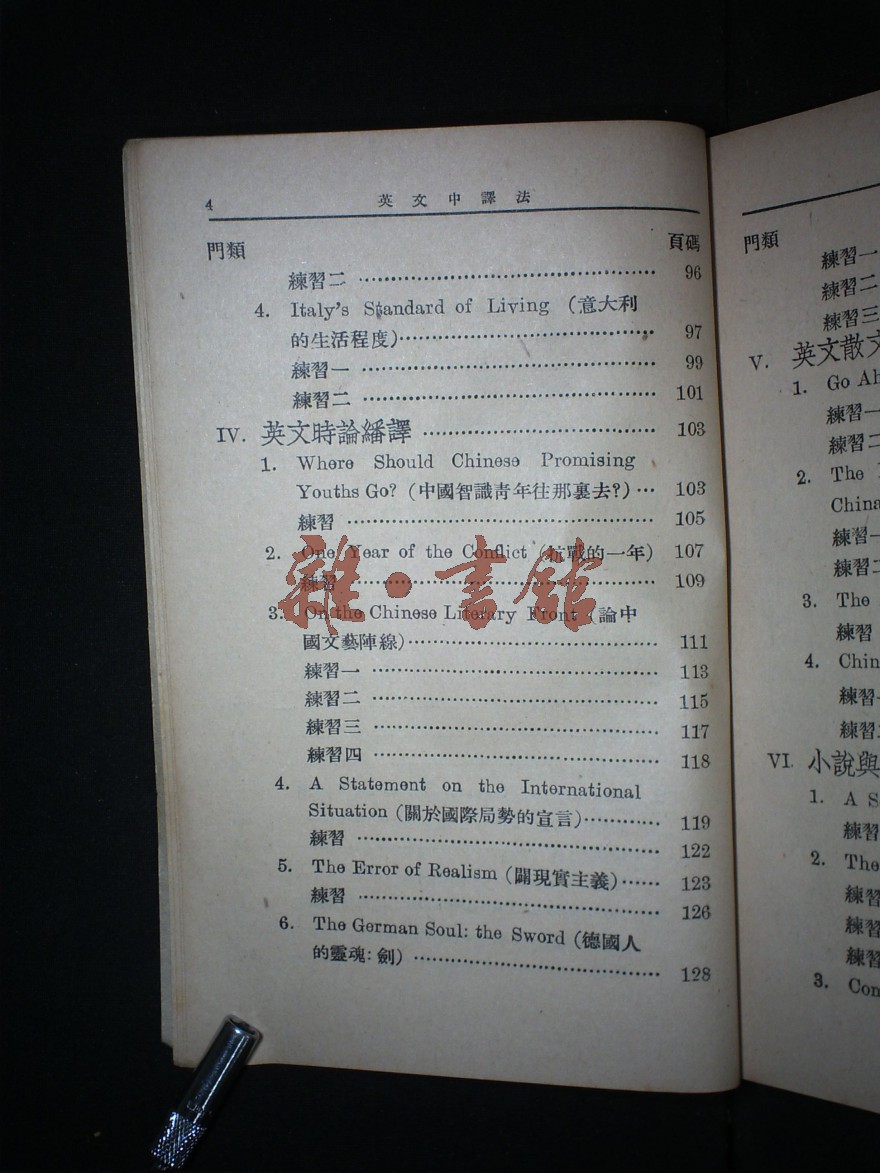 4 英文中譯法
門類 頁碼
練習二 ………… 96
4. Italy's Standard of Living (意大利
的生活程度)………… 97
練習一 ………… 99
練習二 ………… 101
IV. 英文時論繙譯 ………… 103
1. Where Should Chinese Promising
Youths Go? (中國智識靑年往那裏去?) … 103
練習 ………… 105
2. One Year of the Conflict (抗戰的一年) 107
練習 ………… 109
3. On the Chinese Literary Front (論中
國文藝陣線)………… 111
練習一 ………… 113
練習二 ………… 115
練習三 ………… 117
練習四 ………… 118
4. A Statement on the International
Situation (關於國際局勢的宣言)………… 119
練習 ………… 122
5. The Error of Realism (闢現實主義)…… 123
練習 ………… 126
6. The German Soul: the Sword (德國人
的靈魂: 劍) ………… 128
雜·書館
門類
練習一
練習二
練習三
V. 英文散文
1. Go Ah
練習一
練習二
2. The
China
練習一
練習二
3. The
練習
4. Chin
練習
練習
VI. 小說與
1. A S
練習
2. The
練習
練習
練習
3. Con